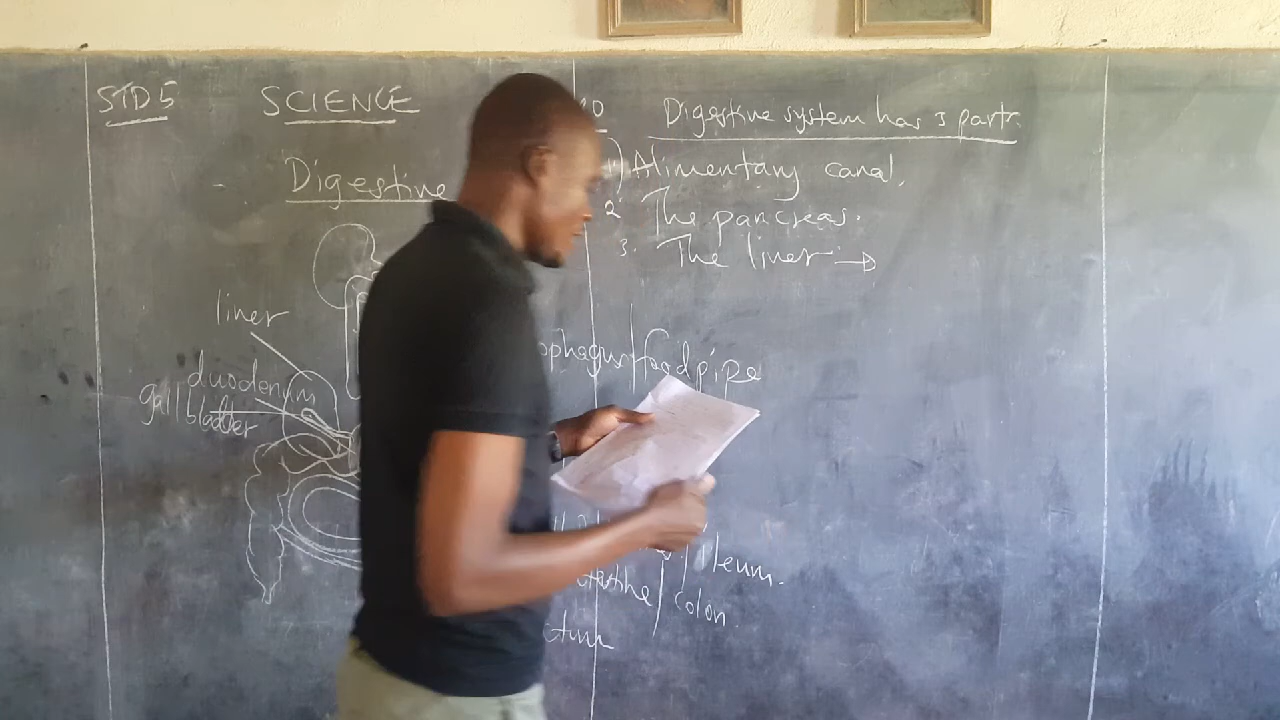 STD 5
SCIENCE
Digestive
liver
duodenum
gall bladder
Digestive system has 3 parts.
1) Alimentary canal.
2 The pancreas.
3. The liver →
ophagus/food pipe
/ileum.
/colon